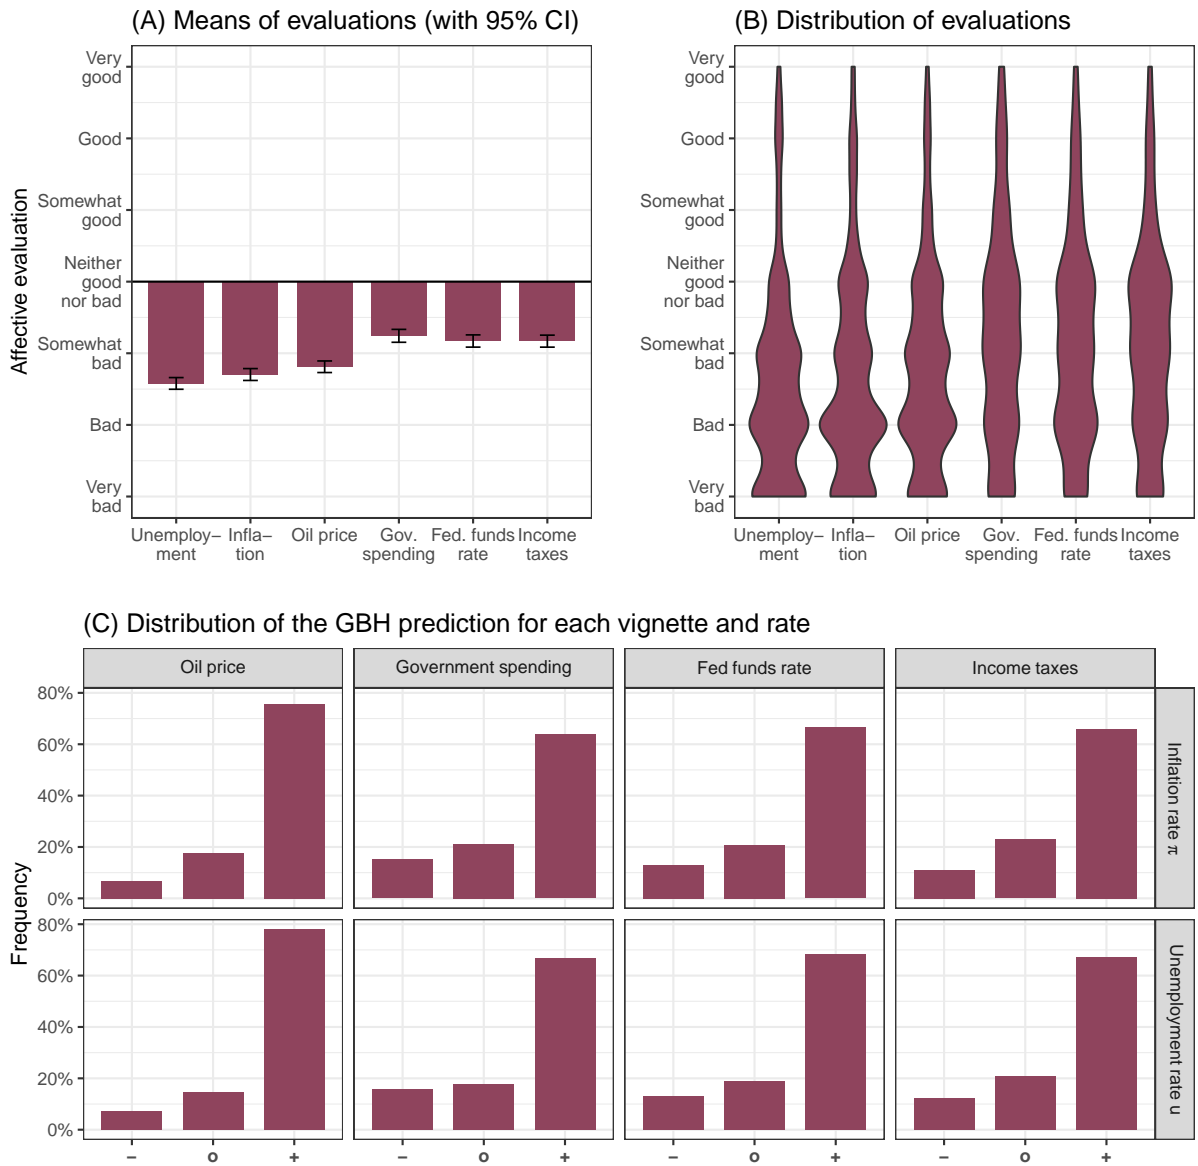 (A) Means of evaluations (with 95% CI)
Affective evaluation
Very
good
Good
Somewhat
good
Neither
good
nor bad
Somewhat
bad
Bad
Very
bad
Unemploy–
ment
Infla–
tion
Oil price
Gov.
spending
Fed. funds
rate
Income
taxes
(B) Distribution of evaluations
Very
good
Good
Somewhat
good
Neither
good
nor bad
Somewhat
bad
Bad
Very
bad
Unemploy–
ment
Infla–
tion
Oil price
Gov.
spending
Fed. funds
rate
Income
taxes
(C) Distribution of the GBH prediction for each vignette and rate
Oil price
Government spending
Fed funds rate
Income taxes
Frequency
80%
60%
40%
20%
0%
Inflation rate π
80%
60%
40%
20%
0%
Unemployment rate u
– o +
– o +
– o +
– o +